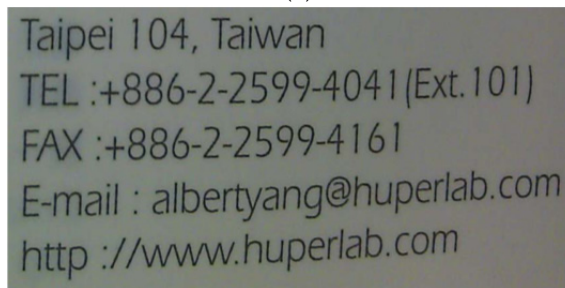 Taipei 104, Taiwan
TEL :+886-2-2599-4041(Ext.101)
FAX :+886-2-2599-4161
E-mail : albertyang@huperlab.com
http ://www.huperlab.com